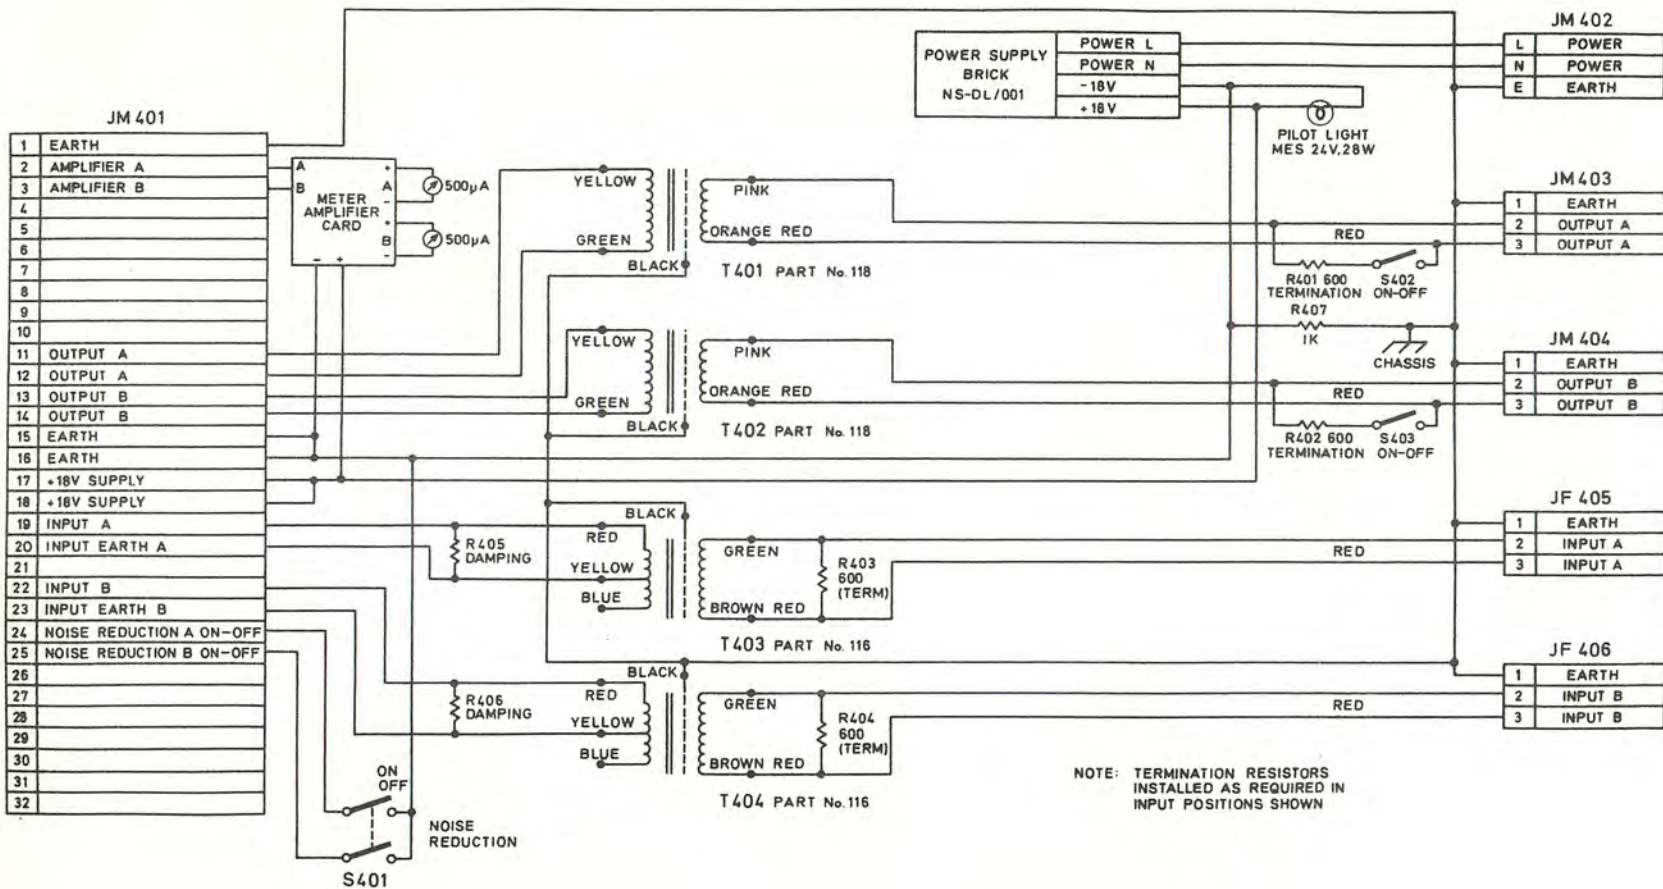 JM 401
1 EARTH
2 AMPLIFIER A
3 AMPLIFIER B
4
5
6
7
8
9
10
11 OUTPUT A
12 OUTPUT A
13 OUTPUT B
14 OUTPUT B
15 EARTH
16 EARTH
17 +18V SUPPLY
18 +18V SUPPLY
19 INPUT A
20 INPUT EARTH A
21
22 INPUT B
23 INPUT EARTH B
24 NOISE REDUCTION A ON-OFF
25 NOISE REDUCTION B ON-OFF
26
27
28
29
30
31
32
A
B
METER
AMPLIFIER
CARD
+
A
-
+
B
-
- +
500µA
500µA
ON
OFF
NOISE
REDUCTION
S401
YELLOW
GREEN
BLACK
PINK
ORANGE RED
T401 PART No. 118
YELLOW
GREEN
BLACK
PINK
ORANGE RED
T402 PART No. 118
R405
DAMPING
BLACK
RED
YELLOW
BLUE
GREEN
BROWN RED
R403
600
(TERM)
T403 PART No. 116
R406
DAMPING
BLACK
RED
YELLOW
BLUE
GREEN
BROWN RED
R404
600
(TERM)
T404 PART No. 116
POWER SUPPLY
BRICK
NS-DL/001
POWER L
POWER N
-18V
+18V
PILOT LIGHT
MES 24V,28W
RED
R401 600
TERMINATION
S402
ON-OFF
R407
1K
CHASSIS
RED
R402 600
TERMINATION
S403
ON-OFF
RED
RED
JM 402
L POWER
N POWER
E EARTH
JM 403
1 EARTH
2 OUTPUT A
3 OUTPUT A
JM 404
1 EARTH
2 OUTPUT B
3 OUTPUT B
JF 405
1 EARTH
2 INPUT A
3 INPUT A
JF 406
1 EARTH
2 INPUT B
3 INPUT B
NOTE: TERMINATION RESISTORS
INSTALLED AS REQUIRED IN
INPUT POSITIONS SHOWN